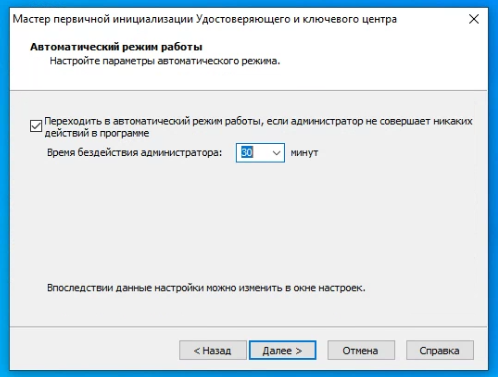 Мастер первичной инициализации Удостоверяющего и ключевого центра
Автоматический режим работы
Настройте параметры автоматического режима.
Переходить в автоматический режим работы, если администратор не совершает никаких
действий в программе
Время бездействия администратора: 30 минут
Впоследствии данные настройки можно изменить в окне настроек.
< Назад Далее > Отмена Справка